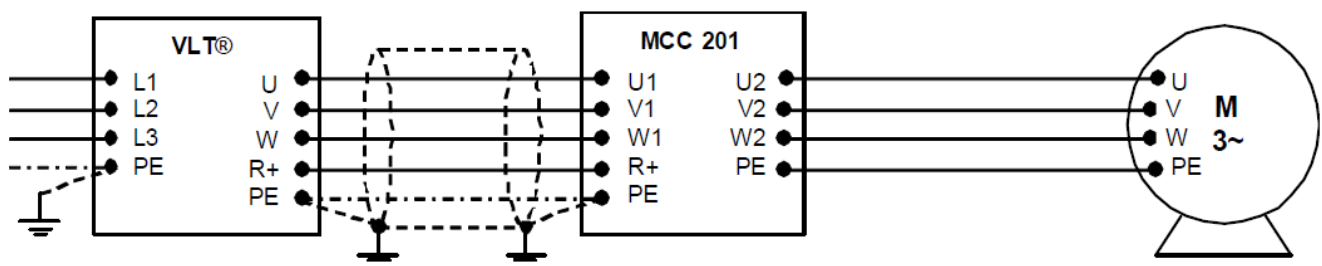 VLT®
L1
L2
L3
PE
U
V
W
R+
PE
MCC 201
U1
V1
W1
R+
PE
U2
V2
W2
PE
U
V
W
PE
M
3~